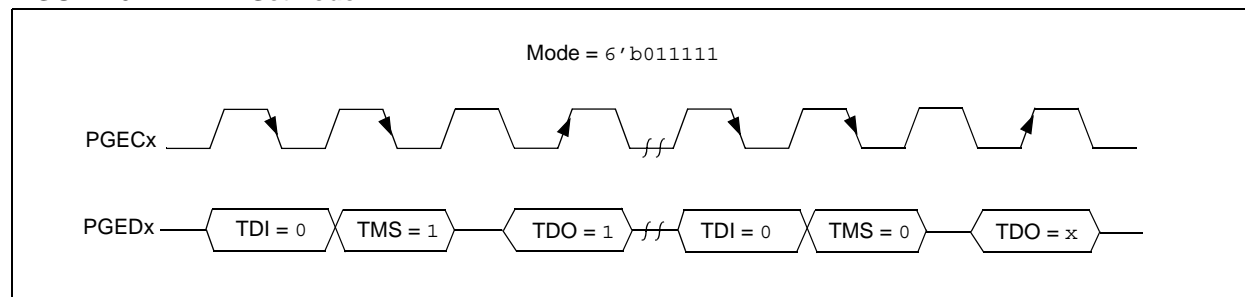 Mode = 6'b011111
PGECx
PGEDx
TDI = 0
TMS = 1
TDO = 1
TDI = 0
TMS = 0
TDO = x